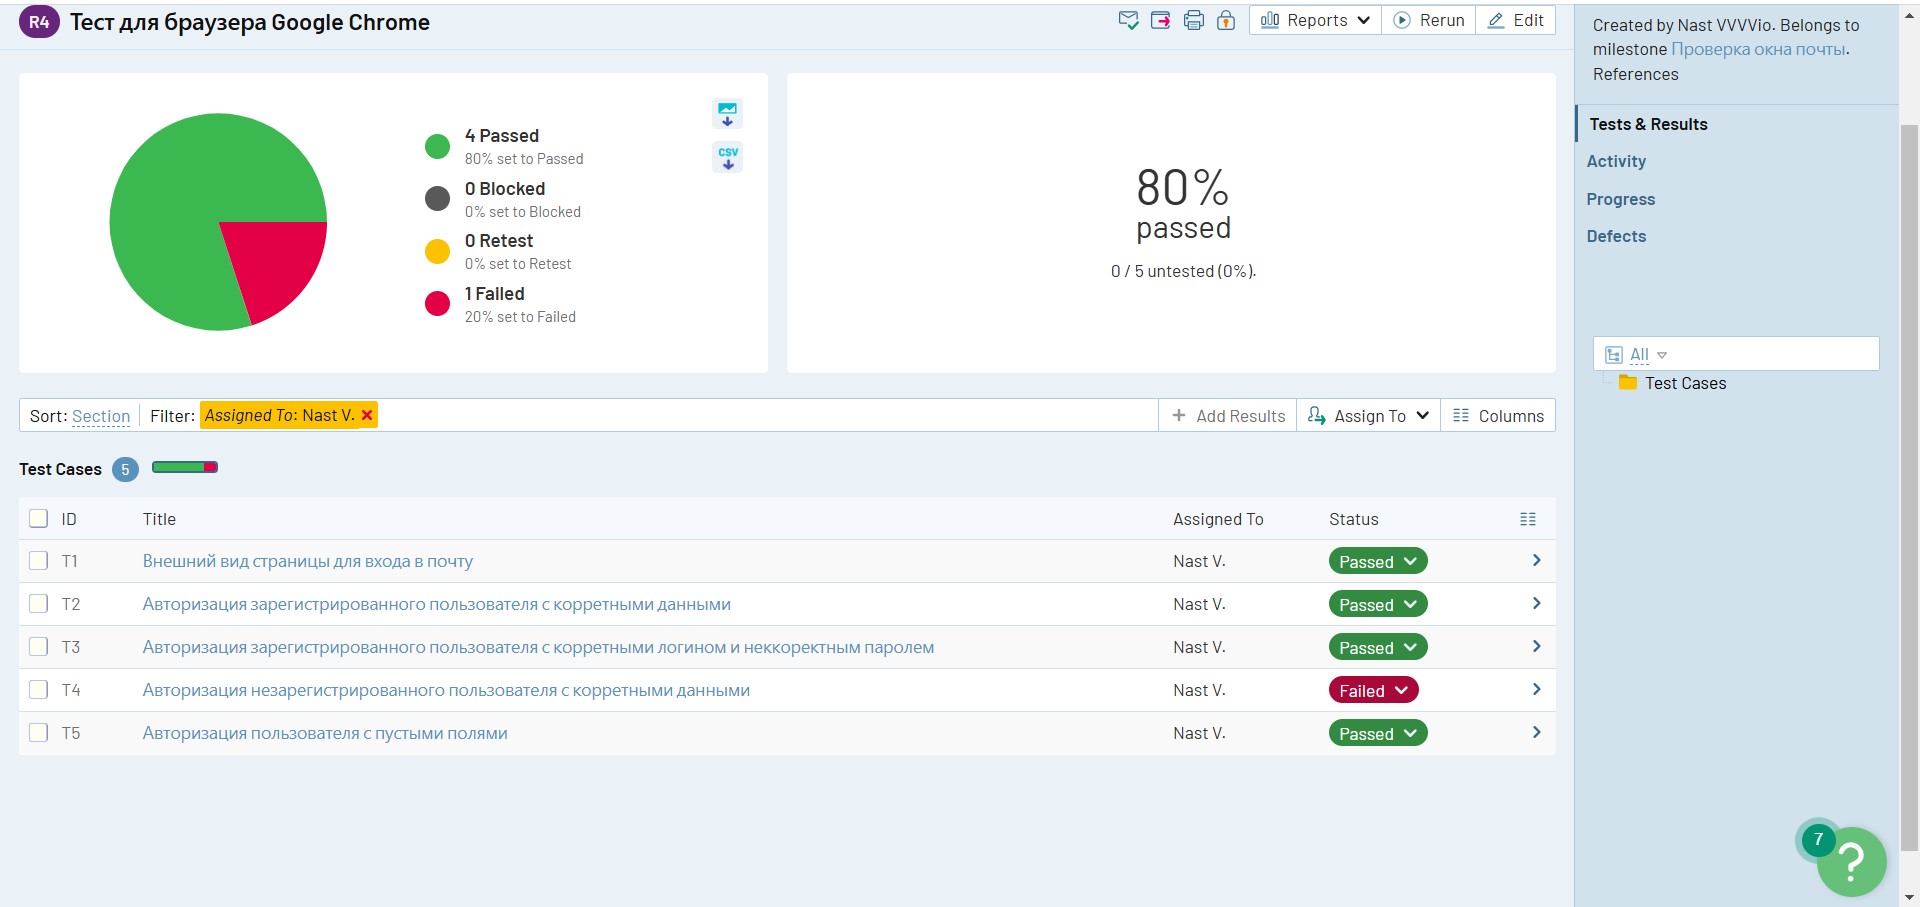 R4 Тест для браузера Google Chrome
Reports Rerun Edit
Created by Nast VVVVio. Belongs to
milestone Проверка окна почты.
References
4 Passed
80% set to Passed
0 Blocked
0% set to Blocked
0 Retest
0% set to Retest
1 Failed
20% set to Failed
CSV
80%
passed
0 / 5 untested (0%).
Tests & Results
Activity
Progress
Defects
All
Test Cases
Sort: Section Filter: Assigned To: Nast V.
Add Results Assign To Columns
Test Cases 5
ID Title Assigned To Status
T1 Внешний вид страницы для входа в почту Nast V. Passed
T2 Авторизация зарегистрированного пользователя с корретными данными Nast V. Passed
T3 Авторизация зарегистрированного пользователя с корретными логином и неккоректным паролем Nast V. Passed
T4 Авторизация незарегистрированного пользователя с корретными данными Nast V. Failed
T5 Авторизация пользователя с пустыми полями Nast V. Passed
7
?